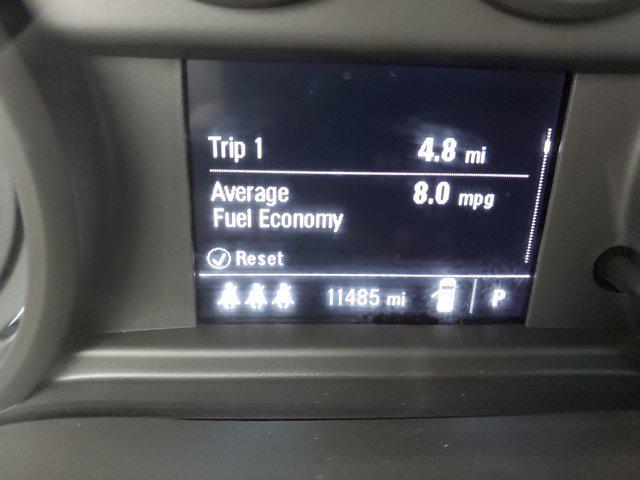 Trip 1 4.8 mi
Average 8.0 mpg
Fuel Economy
Reset
11485 mi P